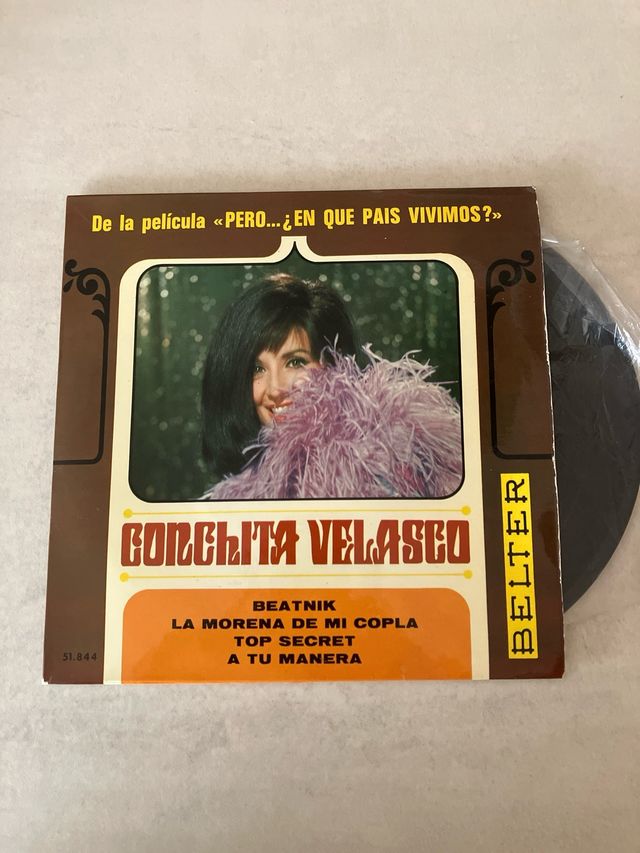 De la película «PERO...¿EN QUE PAIS VIVIMOS?»
CONCHITA VELASCO
BEATNIK
LA MORENA DE MI COPLA
TOP SECRET
A TU MANERA
51.844
BELTER